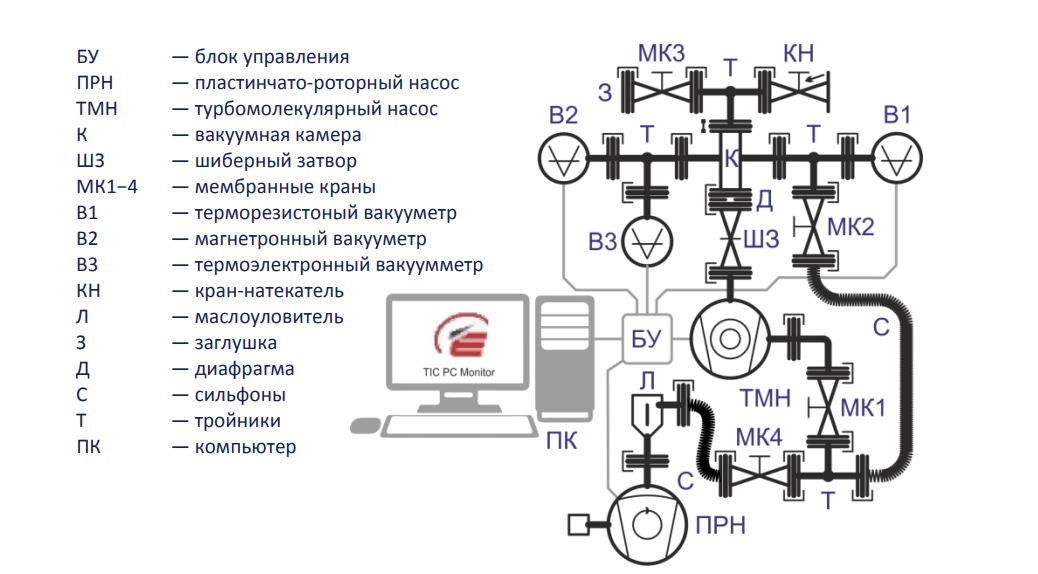 БУ — блок управления
ПРН — пластинчато-роторный насос
ТМН — турбомолекулярный насос
К — вакуумная камера
ШЗ — шиберный затвор
МК1–4 — мембранные краны
В1 — терморезистоный вакууметр
В2 — магнетронный вакууметр
В3 — термоэлектронный вакуумметр
КН — кран-натекатель
Л — маслоуловитель
З — заглушка
Д — диафрагма
С — сильфоны
Т — тройники
ПК — компьютер
МК3
Т
КН
З
В2
Т
Т
В1
К
Д
В3
ШЗ
МК2
С
БУ
TIC PC Monitor
Л
ТМН
МК1
ПК
МК4
С
Т
ПРН